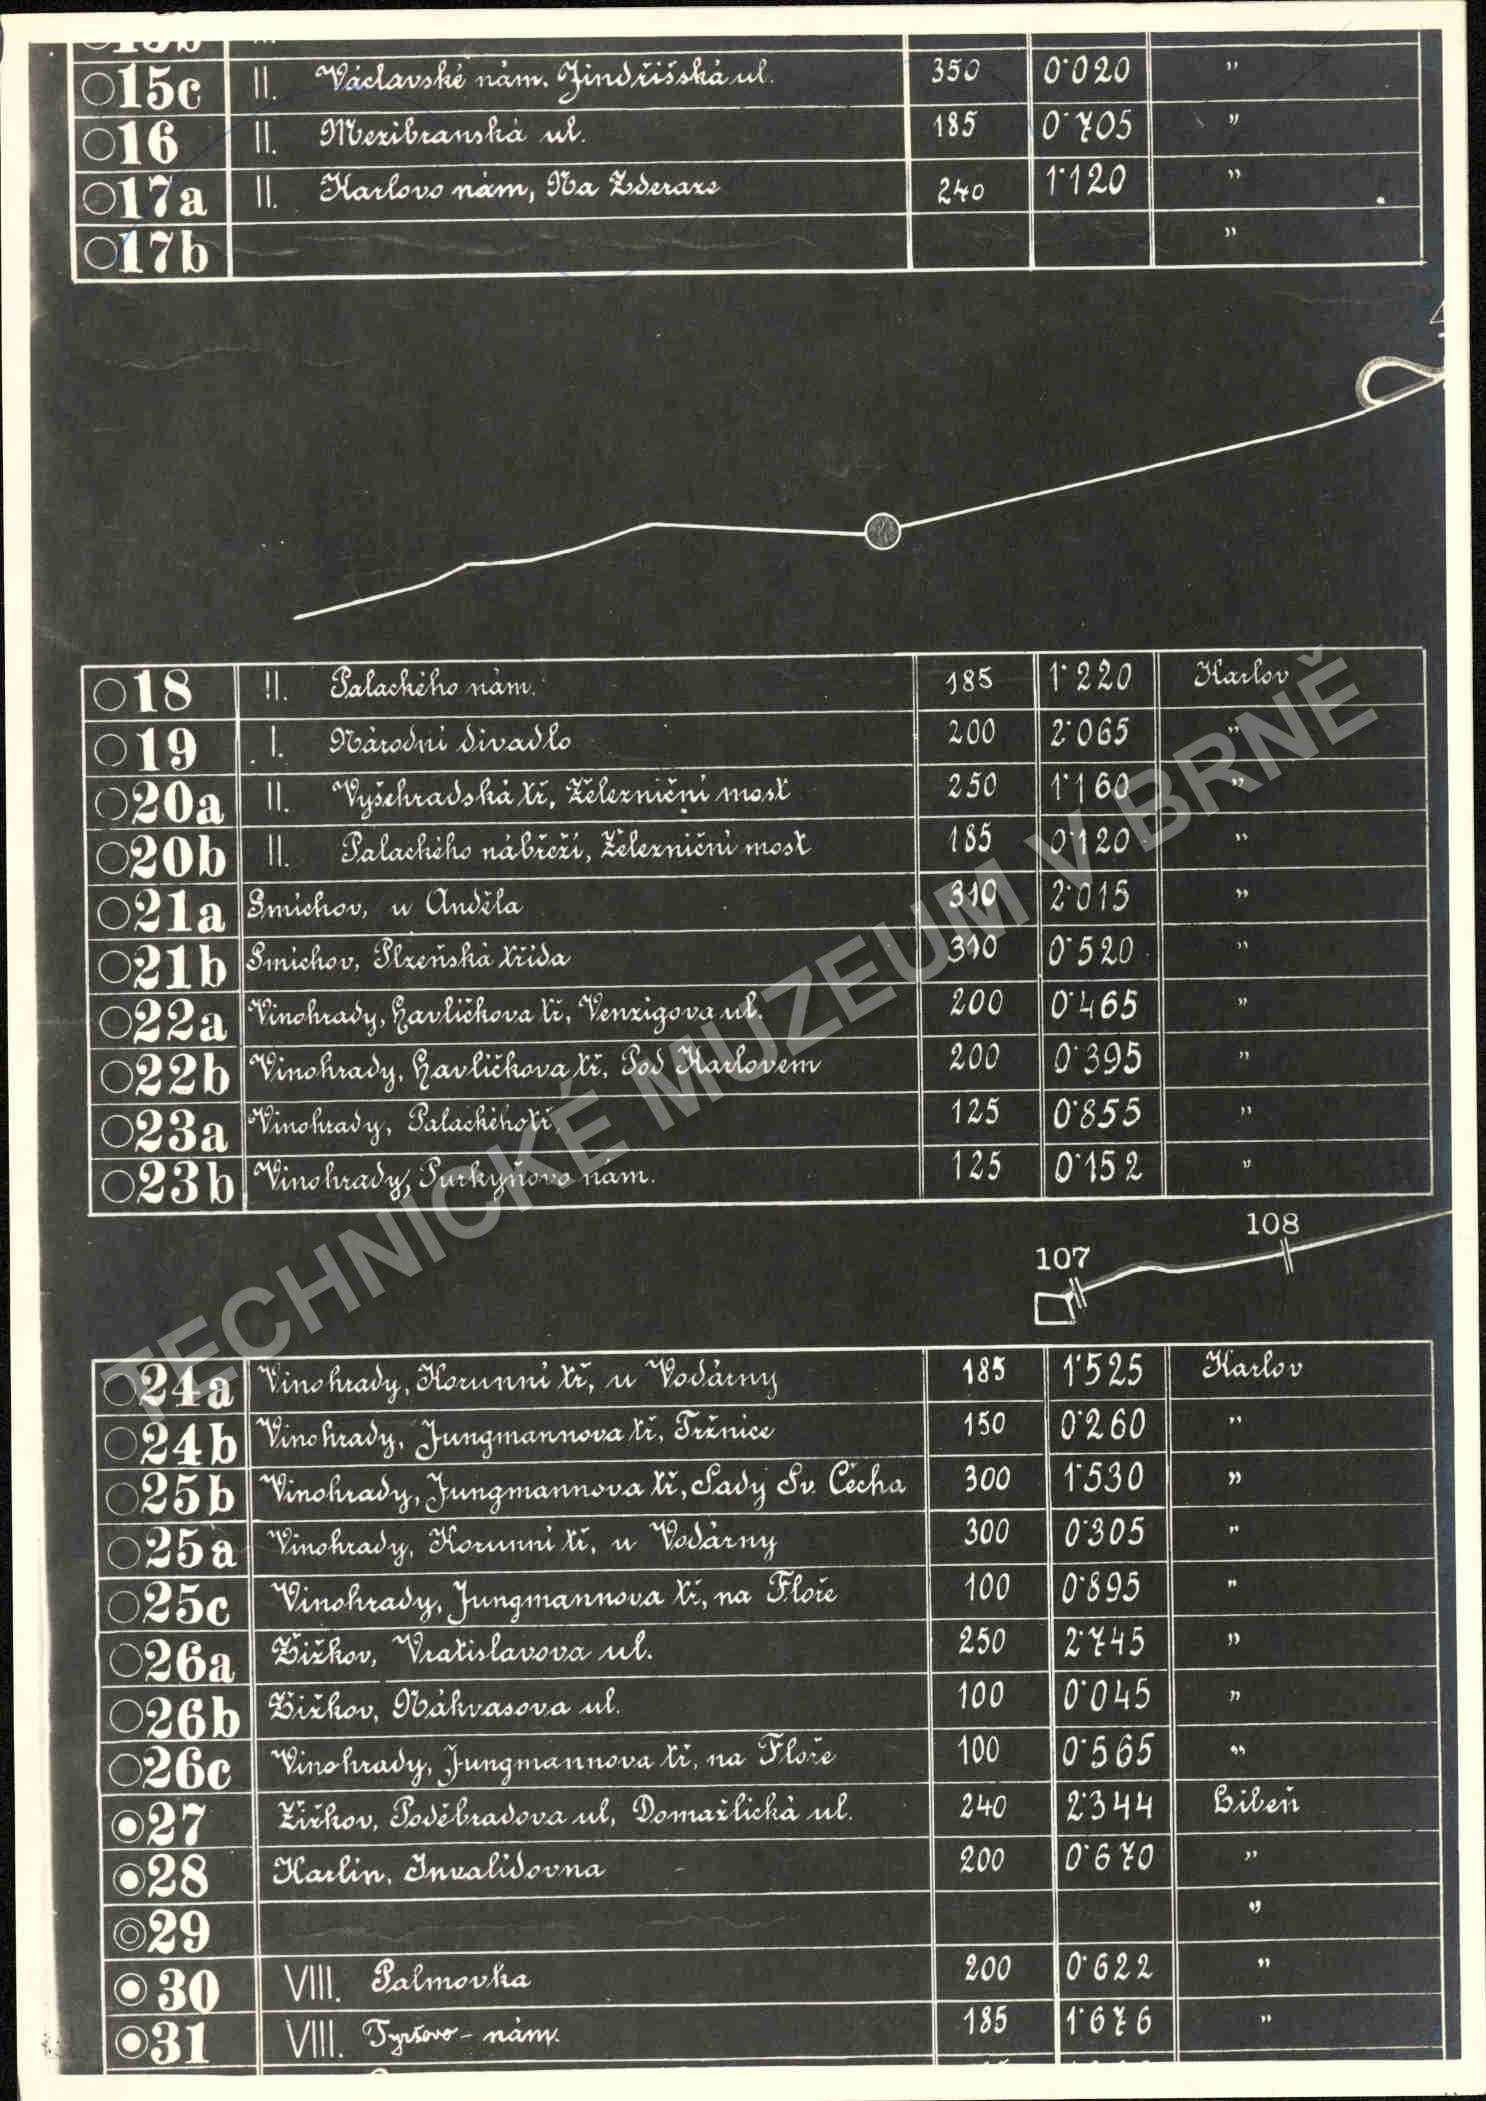 15b
15c II. Václavské nám. Jindřišská ul. 350 0·020 "
16 II. Mezibranská ul. 185 0·705 "
17a II. Karlovo nám, Na Zderaze 240 1·120 "
17b "
18 II. Palackého nám. 185 1·220 Karlov
19 I. Národní divadlo 200 2·065 "
20a II. Vyšehradská tř, Železniční most 250 1·160 "
20b II. Palackého nábřeží, Železniční most 185 0·120 "
21a Smíchov, u Anděla 310 2·015 "
21b Smíchov, Plzeňská třída 310 0·520 "
22a Vinohrady, Havlíčkova tř, Venzigova ul. 200 0·465 "
22b Vinohrady, Havlíčkova tř, Pod Karlovem 200 0·395 "
23a Vinohrady, Palackého tř. 125 0·855 "
23b Vinohrady, Purkyňovo nám. 125 0·152 "
108
107
24a Vinohrady, Korunní tř, u Vodárny 185 1·525 Karlov
24b Vinohrady, Jungmannova tř, Tržnice 150 0·260 "
25b Vinohrady, Jungmannova tř, Sady Sv. Čecha 300 1·530 "
25a Vinohrady, Korunní tř, u Vodárny 300 0·305 "
25c Vinohrady, Jungmannova tř, na Floře 100 0·895 "
26a Žižkov, Vratislavova ul. 250 2·745 "
26b Žižkov, Nákvasova ul. 100 0·045 "
26c Vinohrady, Jungmannova tř, na Floře 100 0·565 "
27 Žižkov, Poděbradova ul, Domažlická ul. 240 2·344 Libeň
28 Karlín, Invalidovna 200 0·670 "
29 "
30 VIII. Palmovka 200 0·622 "
31 VIII. Tyršovo - nám. 185 1·676 "
TECHNICKÉ MUZEUM V BRNĚ